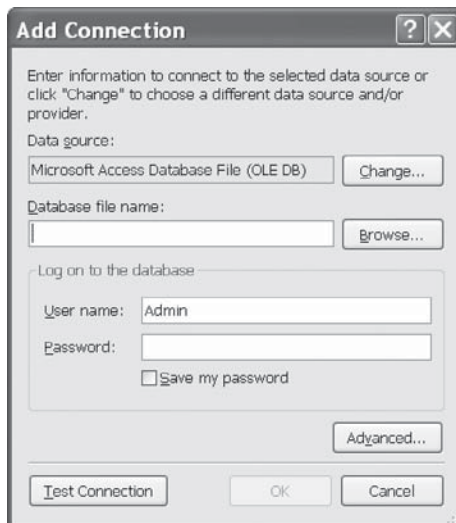 Add Connection
Enter information to connect to the selected data source or
click "Change" to choose a different data source and/or
provider.
Data source:
Microsoft Access Database File (OLE DB)
Change...
Database file name:
Browse...
Log on to the database
User name:
Admin
Password:
Save my password
Advanced...
Test Connection
OK
Cancel